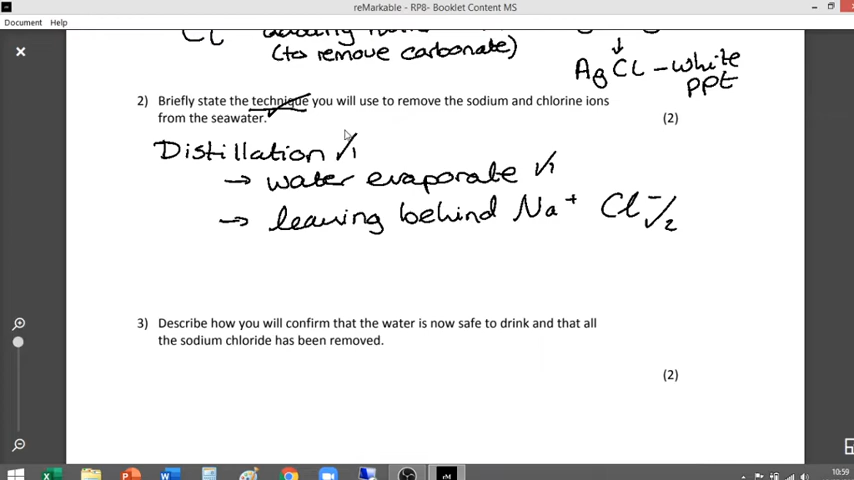 reMarkable - RP8- Booklet Content MS
Document Help
(to remove carbonate)
↓
AgCl - white
ppt
2) Briefly state the technique you will use to remove the sodium and chlorine ions
from the seawater. (2)
Distillation ✓1
→ water evaporate ✓1
→ leaving behind Na+ Cl- ✓2
3) Describe how you will confirm that the water is now safe to drink and that all
the sodium chloride has been removed.
(2)
10:59